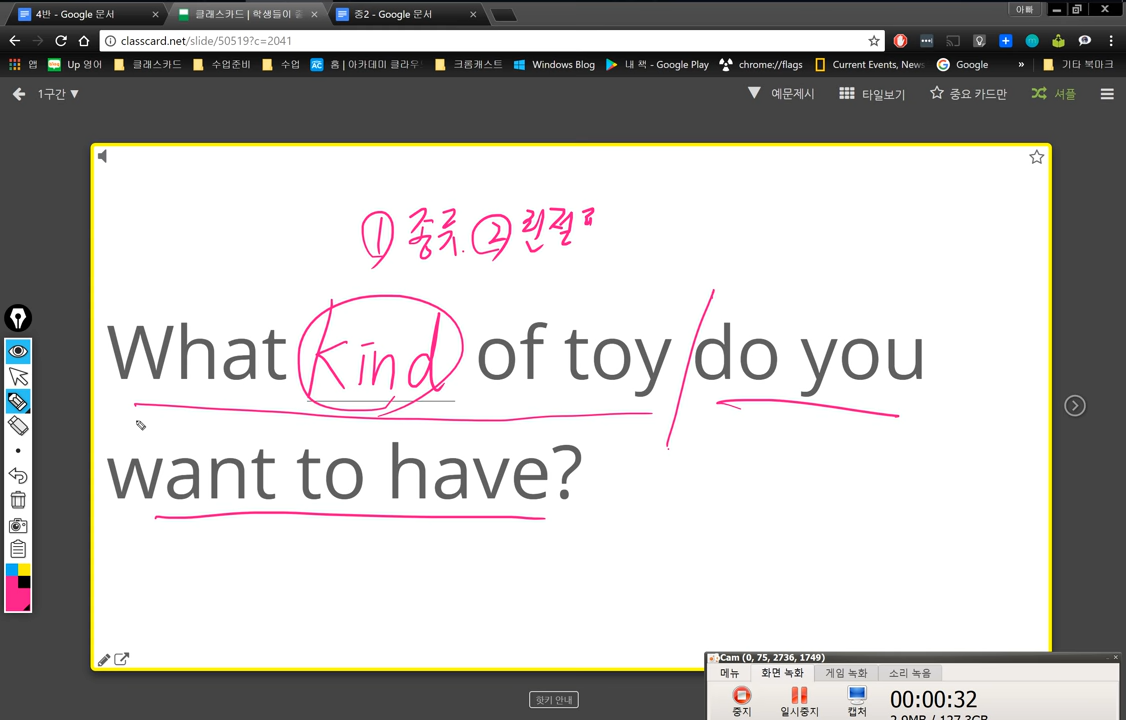 4반 - Google 문서
클래스카드 | 학생들이 즐
중2 - Google 문서
아빠
classcard.net/slide/50519?c=2041
앱 Up 영어 클래스카드 수업준비 수업 홈 | 아카데미 클라우 크롬캐스트 Windows Blog 내 책 - Google Play chrome://flags Current Events, News Google » 기타 북마크
1구간 ▼ ▼ 예문제시 타일보기 중요 카드만 셔플
① 종류. ②
What kind of toy / do you
want to have?
핫키 안내
oCam (0, 75, 2736, 1749)
메뉴 화면 녹화 게임 녹화 소리 녹음
중지 일시중지 캡처 00:00:32
2.0MB / 127.3GB